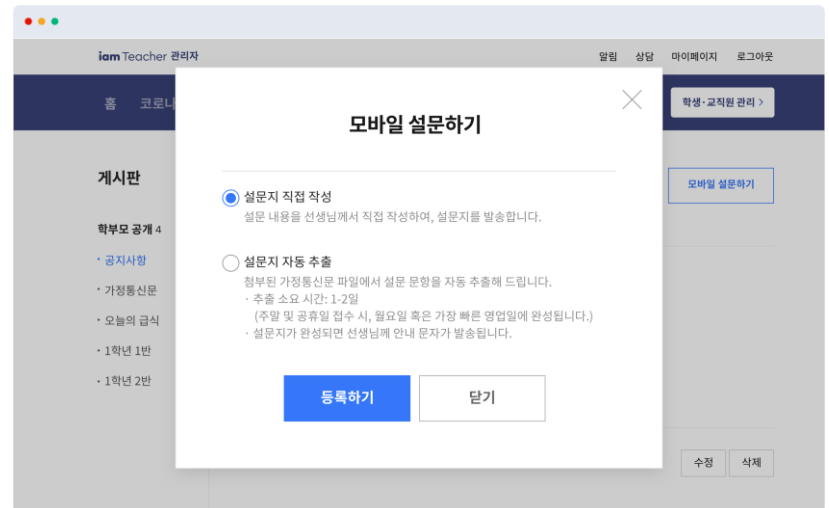 iam Teacher 관리자
알림 상담 마이페이지 로그아웃
홈 코로나
학생·교직원 관리 >
모바일 설문하기
게시판
모바일 설문하기
설문지 직접 작성
설문 내용을 선생님께서 직접 작성하여, 설문지를 발송합니다.
학부모 공개 4
· 공지사항
· 가정통신문
· 오늘의 급식
· 1학년 1반
· 1학년 2반
설문지 자동 추출
첨부된 가정통신문 파일에서 설문 문항을 자동 추출해 드립니다.
· 추출 소요 시간: 1-2일
(주말 및 공휴일 접수 시, 월요일 혹은 가장 빠른 영업일에 완성됩니다.)
· 설문지가 완성되면 선생님께 안내 문자가 발송됩니다.
등록하기 닫기
수정 삭제